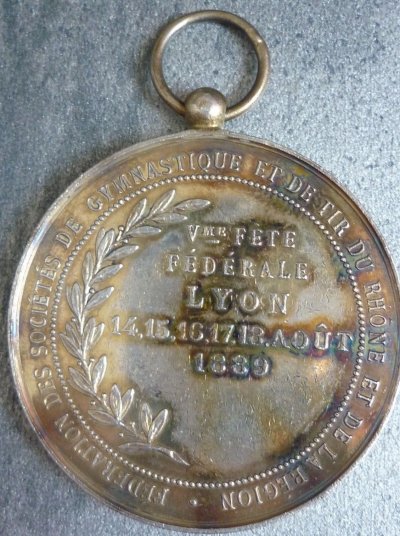 FÉDÉRATION DES SOCIÉTÉS DE GYMNASTIQUE ET DE TIR DU RHONE ET DE LA RÉGION
VME FÊTE
FÉDÉRALE
LYON
14,15,16,17,18, AOÛT
1889